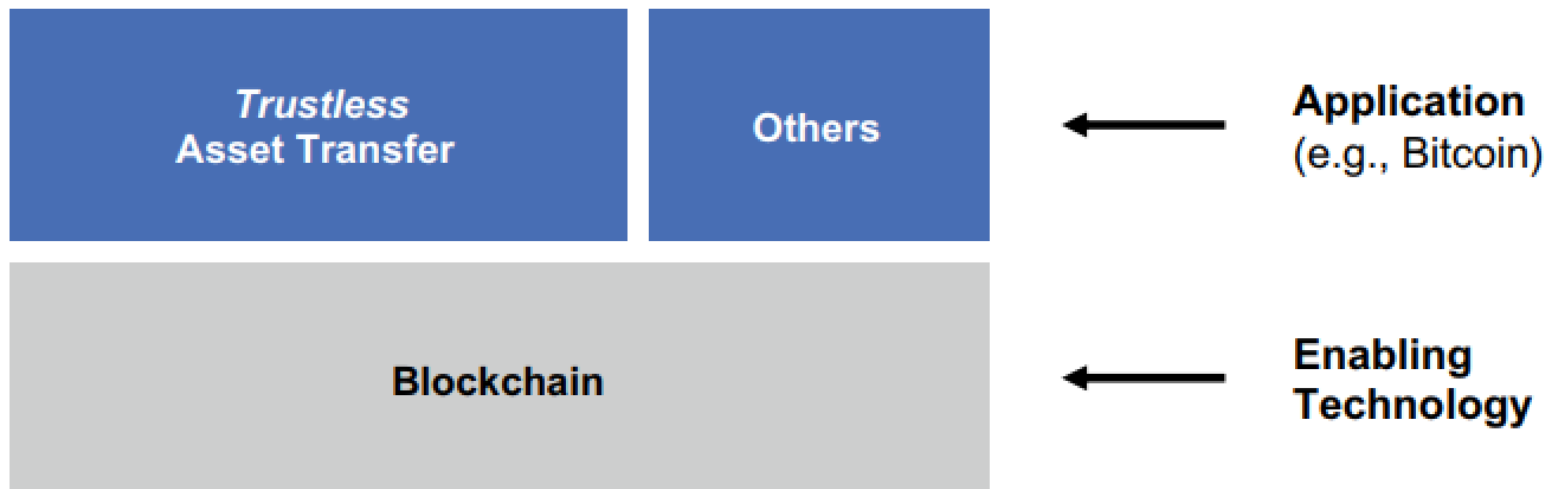 Trustless
Asset Transfer
Others
Application
(e.g., Bitcoin)
Blockchain
Enabling
Technology